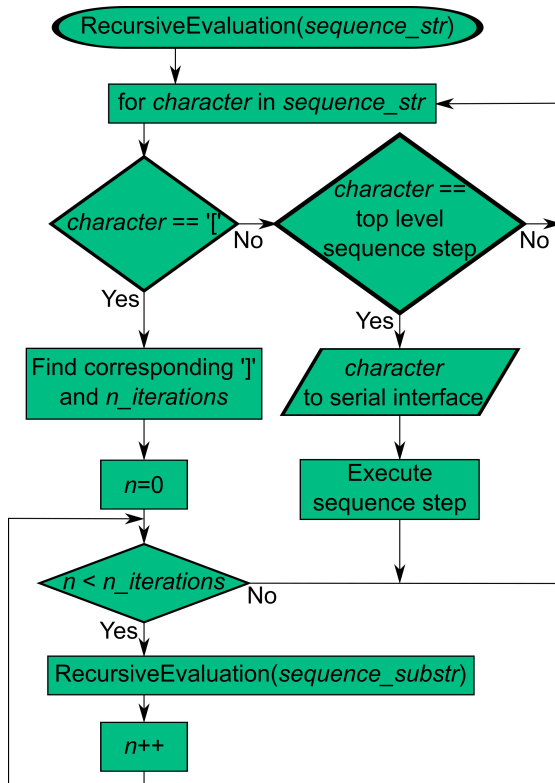 RecursiveEvaluation(sequence_str)
for character in sequence_str
character == '['
No
Yes
character ==
top level
sequence step
No
Yes
Find corresponding ']'
and n_iterations
character
to serial interface
n=0
Execute
sequence step
n < n_iterations
No
Yes
RecursiveEvaluation(sequence_substr)
n++